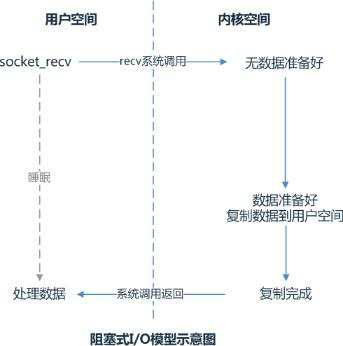 用户空间
内核空间
socket_recv
recv系统调用
无数据准备好
睡眠
数据准备好
复制数据到用户空间
处理数据
系统调用返回
复制完成
阻塞式I/O模型示意图